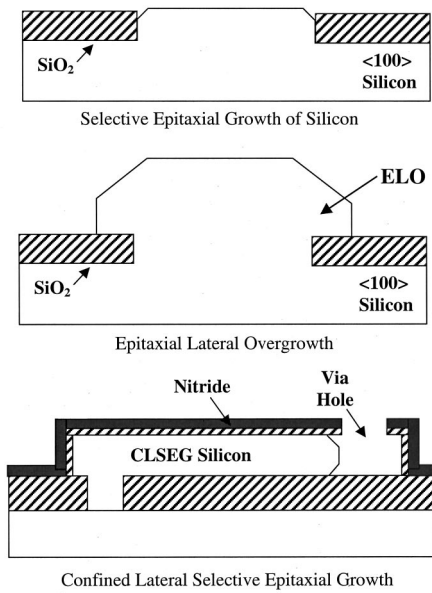 SiO2
<100>
Silicon
Selective Epitaxial Growth of Silicon
ELO
SiO2
<100>
Silicon
Epitaxial Lateral Overgrowth
Nitride
Via
Hole
CLSEG Silicon
Confined Lateral Selective Epitaxial Growth